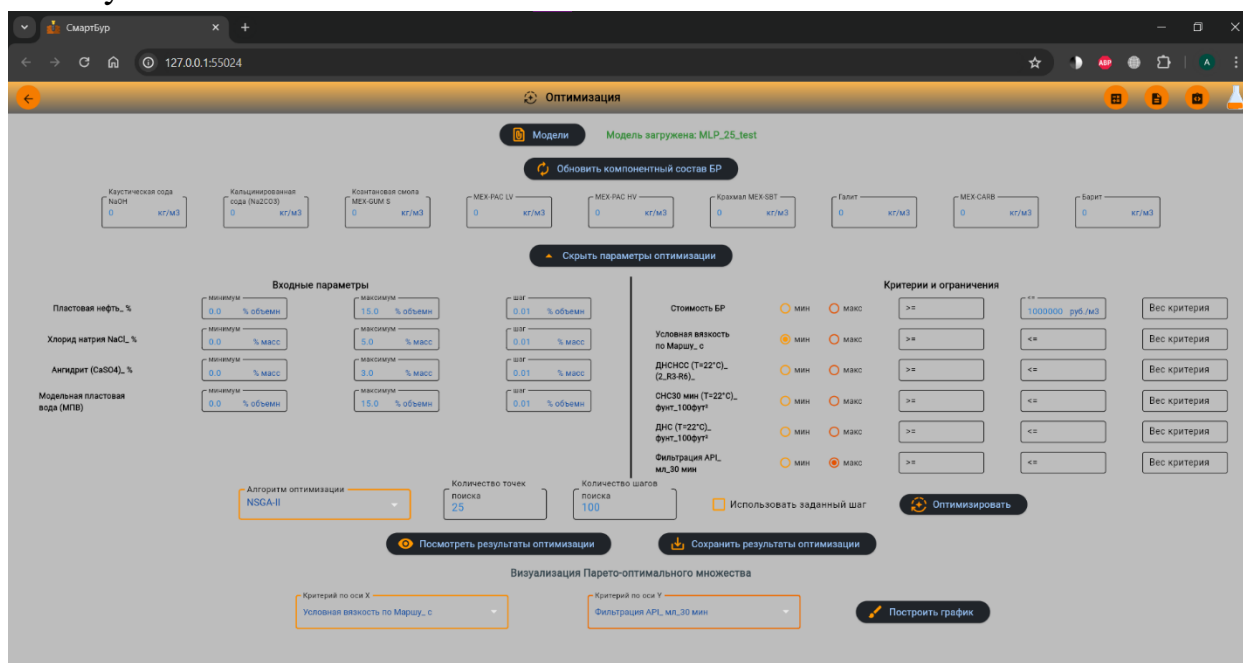 СмартБур
127.0.0.1:55024
ABP
A
Оптимизация
Модели
Модель загружена: MLP_25_test
Обновить компонентный состав БР
Каустическая сода NaOH
0 кг/м3
Кальцинированная сода (Na2CO3)
0 кг/м3
Ксантановая смола MEX-GUM S
0 кг/м3
MEX-PAC LV
0 кг/м3
MEX-PAC HV
0 кг/м3
Крахмал MEX-SBT
0 кг/м3
Галит
0 кг/м3
MEX-CARB
0 кг/м3
Барит
0 кг/м3
Скрыть параметры оптимизации
Входные параметры
Пластовая нефть_ %
минимум
0.0 % объемн
максимум
15.0 % объемн
шаг
0.01 % объемн
Хлорид натрия NaCl_ %
минимум
0.0 % масс
максимум
5.0 % масс
шаг
0.01 % масс
Ангидрит (CaSO4)_ %
минимум
0.0 % масс
максимум
3.0 % масс
шаг
0.01 % масс
Модельная пластовая
вода (МПВ)
минимум
0.0 % объемн
максимум
15.0 % объемн
шаг
0.01 % объемн
Критерии и ограничения
Стоимость БР
мин
макс
>=
<=
1000000 руб./м3
Вес критерия
Условная вязкость
по Маршу_ с
мин
макс
>=
<=
Вес критерия
ДНСНСС (T=22°C)_
(2_R3-R6)_
мин
макс
>=
<=
Вес критерия
СНС30 мин (T=22°C)_
фунт_100фут²
мин
макс
>=
<=
Вес критерия
ДНС (T=22°C)_
фунт_100фут²
мин
макс
>=
<=
Вес критерия
Фильтрация API_
мл_30 мин
мин
макс
>=
<=
Вес критерия
Алгоритм оптимизации
NSGA-II
Количество точек
поиска
25
Количество шагов
поиска
100
Использовать заданный шаг
Оптимизировать
Посмотреть результаты оптимизации
Сохранить результаты оптимизации
Визуализация Парето-оптимального множества
Критерий по оси X
Условная вязкость по Маршу_ с
Критерий по оси Y
Фильтрация API_ мл_30 мин
Построить график